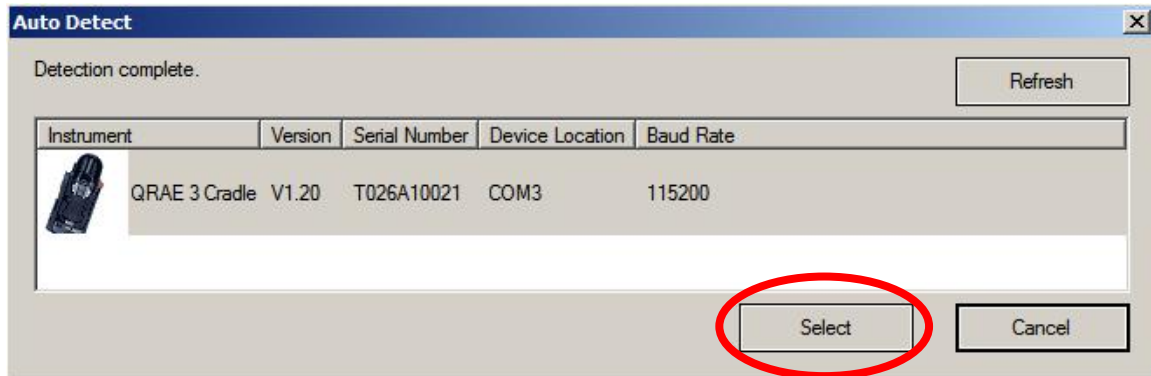 Auto Detect
Detection complete.
Refresh
Instrument Version Serial Number Device Location Baud Rate
QRAE 3 Cradle V1.20 T026A10021 COM3 115200
Select Cancel